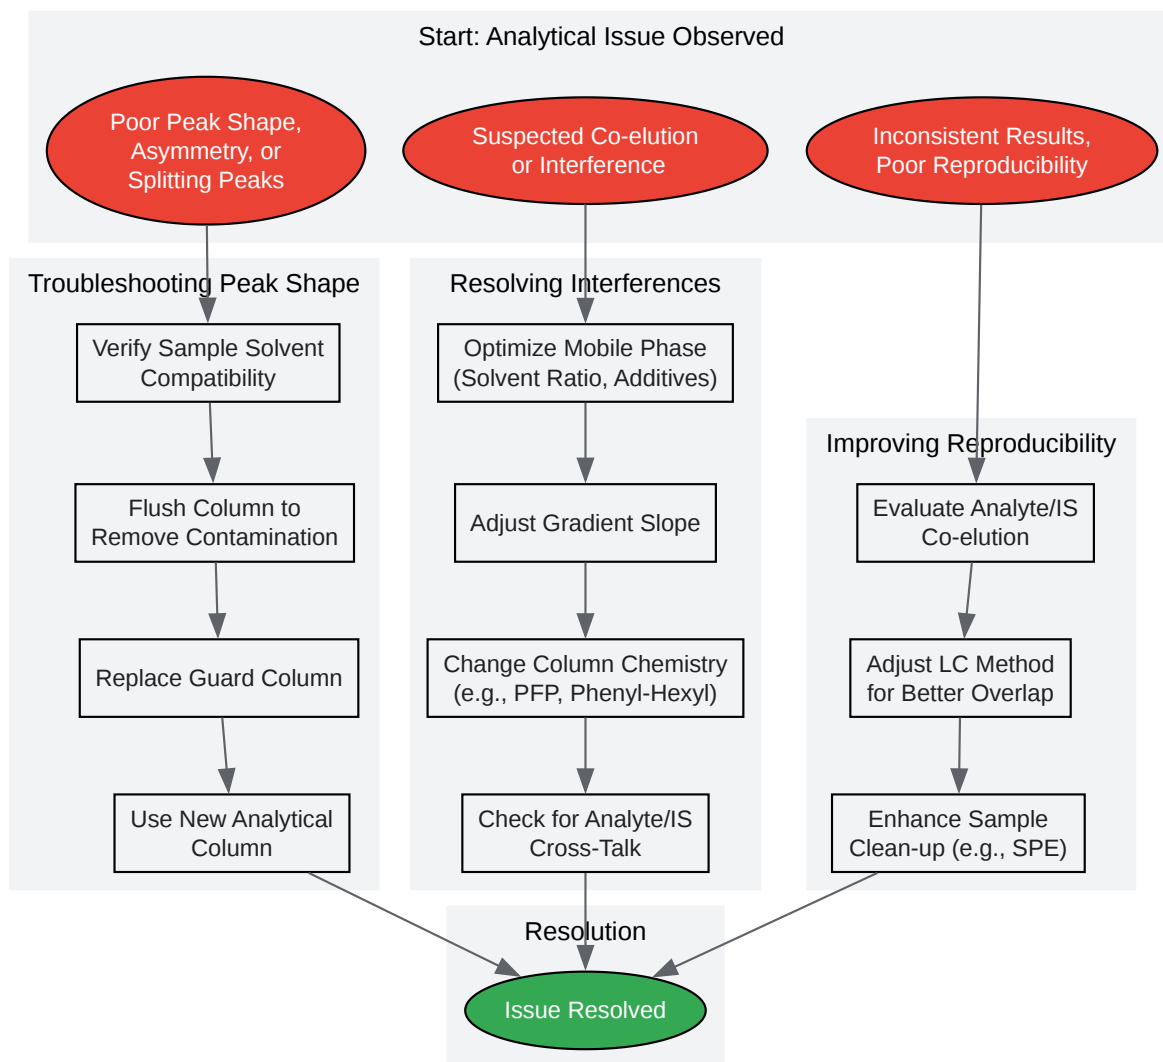 Start: Analytical Issue Observed
Poor Peak Shape,
Asymmetry, or
Splitting Peaks
Suspected Co-elution
or Interference
Inconsistent Results,
Poor Reproducibility
Troubleshooting Peak Shape
Verify Sample Solvent
Compatibility
Flush Column to
Remove Contamination
Replace Guard Column
Use New Analytical
Column
Resolving Interferences
Optimize Mobile Phase
(Solvent Ratio, Additives)
Adjust Gradient Slope
Change Column Chemistry
(e.g., PFP, Phenyl-Hexyl)
Check for Analyte/IS
Cross-Talk
Improving Reproducibility
Evaluate Analyte/IS
Co-elution
Adjust LC Method
for Better Overlap
Enhance Sample
Clean-up (e.g., SPE)
Resolution
Issue Resolved